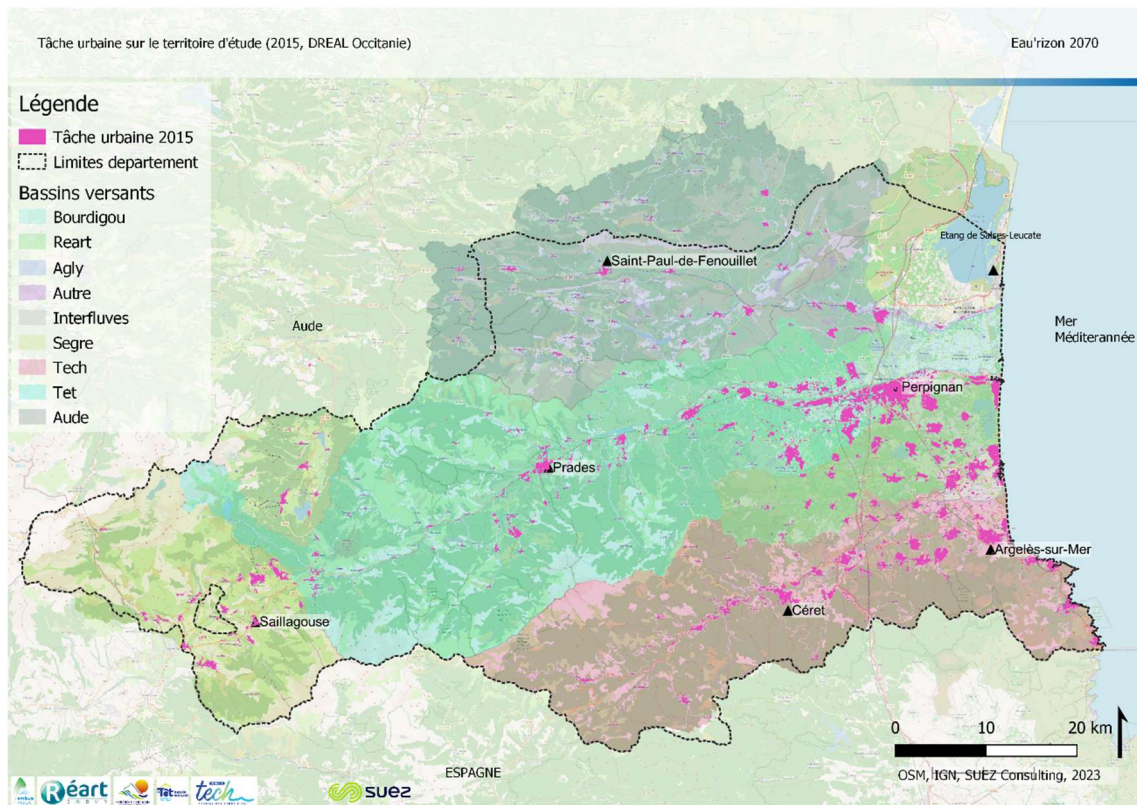 Tâche urbaine sur le territoire d'étude (2015, DREAL Occitanie)
Eau'rizon 2070
Légende
Tâche urbaine 2015
Limites departement
Bassins versants
Bourdigou
Reart
Agly
Autre
Interfluves
Segre
Tech
Tet
Aude
Aude
Etang de Salses-Leucate
Saint-Paul-de-Fenouillet
Mer
Méditerannée
Perpignan
Prades
Argelès-sur-Mer
Céret
Saillagouse
0 10 20 km
ESPAGNE
OSM, IGN, SUEZ Consulting, 2023
Réart
Têt
tech
suez